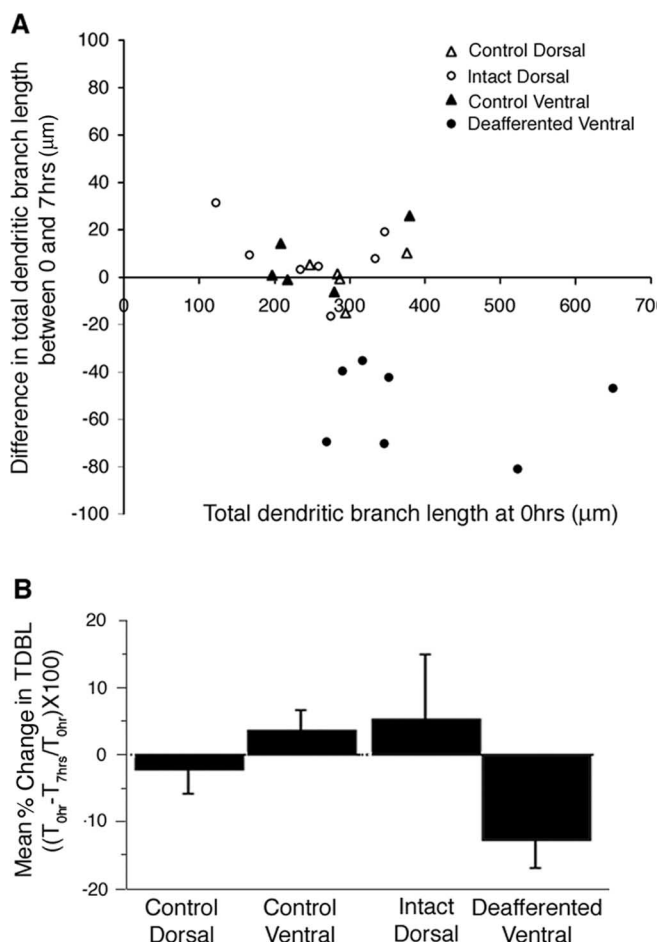 A
Difference in total dendritic branch length
between 0 and 7hrs (μm)
100
80
60
40
20
0
-20
-40
-60
-80
-100
0 100 200 300 400 500 600 700
Control Dorsal
Intact Dorsal
Control Ventral
Deafferented Ventral
Total dendritic branch length at 0hrs (μm)
B
Mean % Change in TDBL
((T0hr-T7hrs/T0hr)X100)
20
10
0
-10
-20
Control Dorsal
Control Ventral
Intact Dorsal
Deafferented Ventral